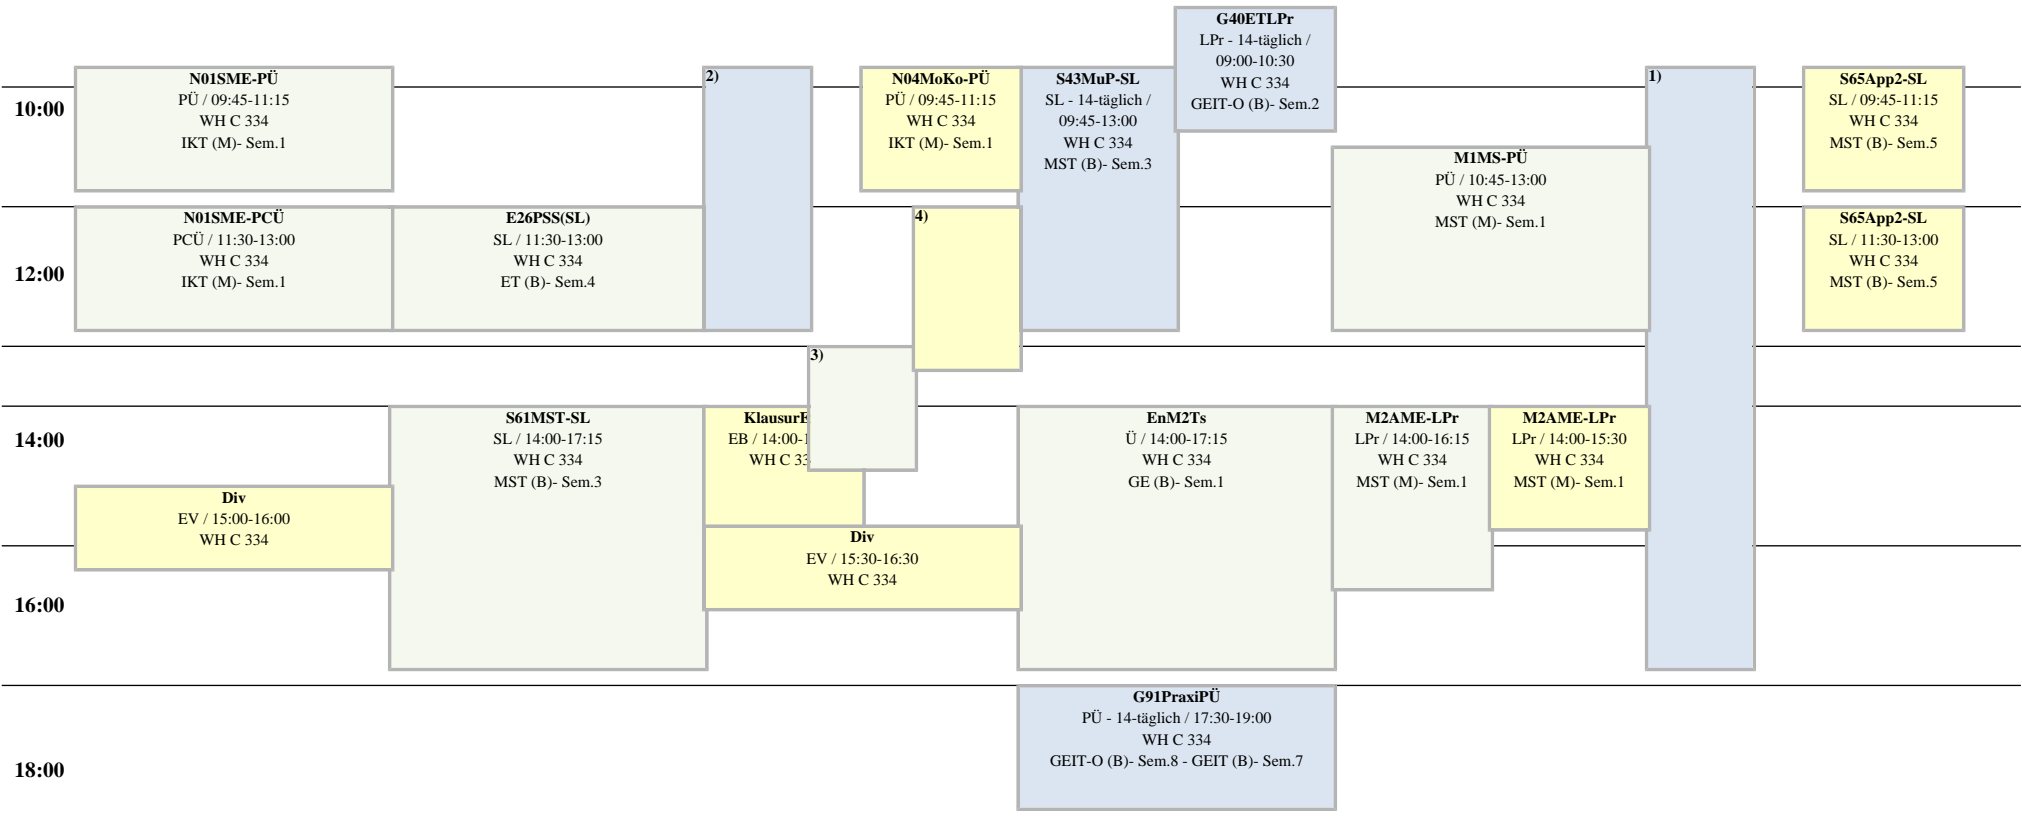 G40ETLPr
LPr - 14-täglich /
09:00-10:30
WH C 334
GEIT-O (B)- Sem.2
10:00
N01SME-PÜ
PÜ / 09:45-11:15
WH C 334
IKT (M)- Sem.1
2)
N04MoKo-PÜ
PÜ / 09:45-11:15
WH C 334
IKT (M)- Sem.1
S43MuP-SL
SL - 14-täglich /
09:45-13:00
WH C 334
MST (B)- Sem.3
1)
S65App2-SL
SL / 09:45-11:15
WH C 334
MST (B)- Sem.5
M1MS-PÜ
PÜ / 10:45-13:00
WH C 334
MST (M)- Sem.1
12:00
N01SME-PCÜ
PCÜ / 11:30-13:00
WH C 334
IKT (M)- Sem.1
E26PSS(SL)
SL / 11:30-13:00
WH C 334
ET (B)- Sem.4
4)
S65App2-SL
SL / 11:30-13:00
WH C 334
MST (B)- Sem.5
3)
14:00
S61MST-SL
SL / 14:00-17:15
WH C 334
MST (B)- Sem.3
KlausurE
EB / 14:00-1
WH C 33
EnM2Ts
Ü / 14:00-17:15
WH C 334
GE (B)- Sem.1
M2AME-LPr
LPr / 14:00-16:15
WH C 334
MST (M)- Sem.1
M2AME-LPr
LPr / 14:00-15:30
WH C 334
MST (M)- Sem.1
Div
EV / 15:00-16:00
WH C 334
Div
EV / 15:30-16:30
WH C 334
16:00
G91PraxiPÜ
PÜ - 14-täglich / 17:30-19:00
WH C 334
GEIT-O (B)- Sem.8 - GEIT (B)- Sem.7
18:00